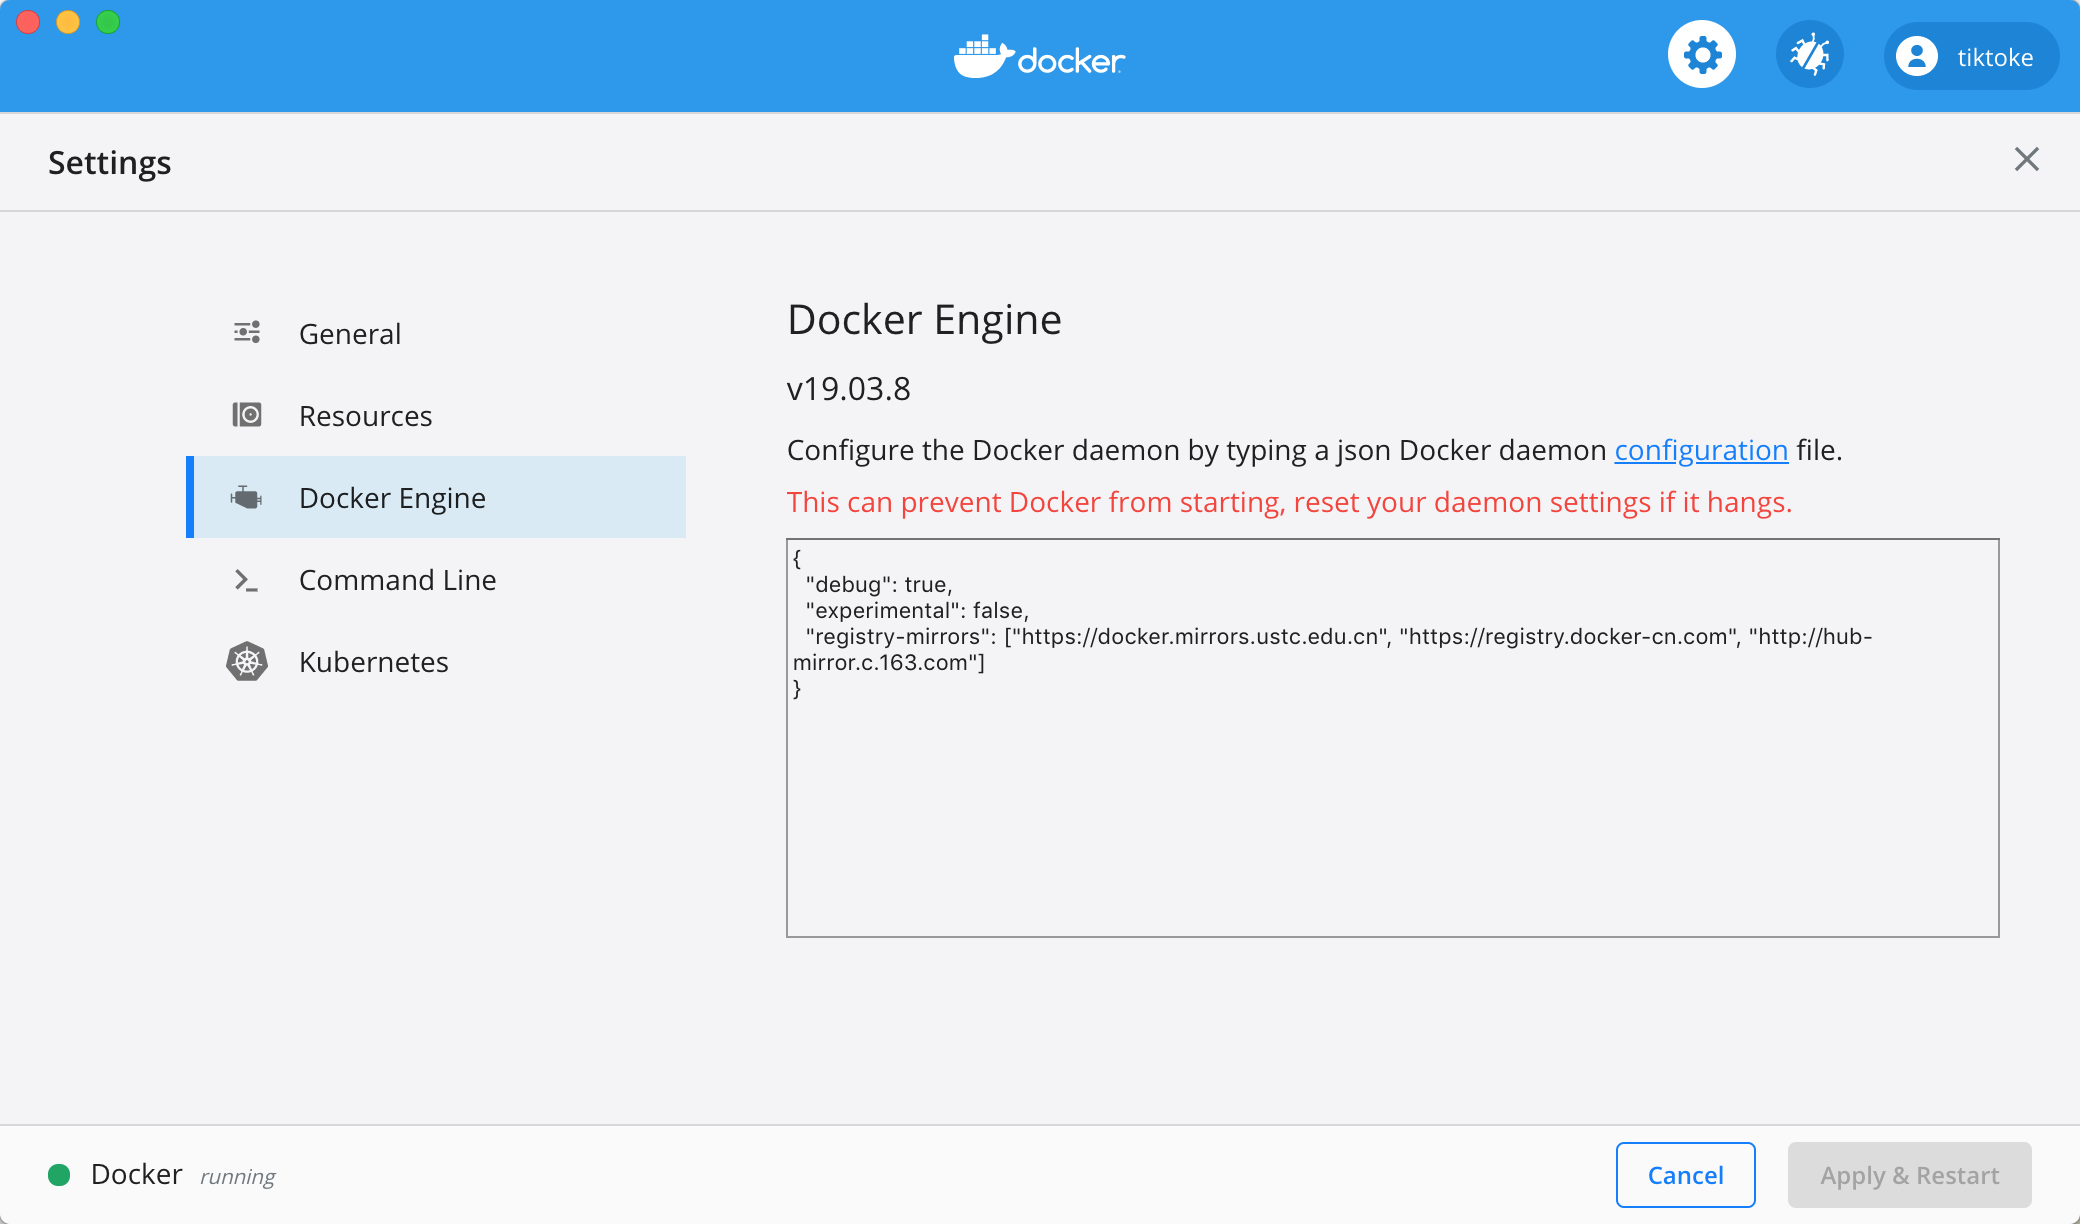 docker
tiktoke
Settings
General
Resources
Docker Engine
Command Line
Kubernetes
Docker Engine
v19.03.8
Configure the Docker daemon by typing a json Docker daemon configuration file.
This can prevent Docker from starting, reset your daemon settings if it hangs.
{
  "debug": true,
  "experimental": false,
  "registry-mirrors": ["https://docker.mirrors.ustc.edu.cn", "https://registry.docker-cn.com", "http://hub-
mirror.c.163.com"]
}
Docker running
Cancel
Apply & Restart